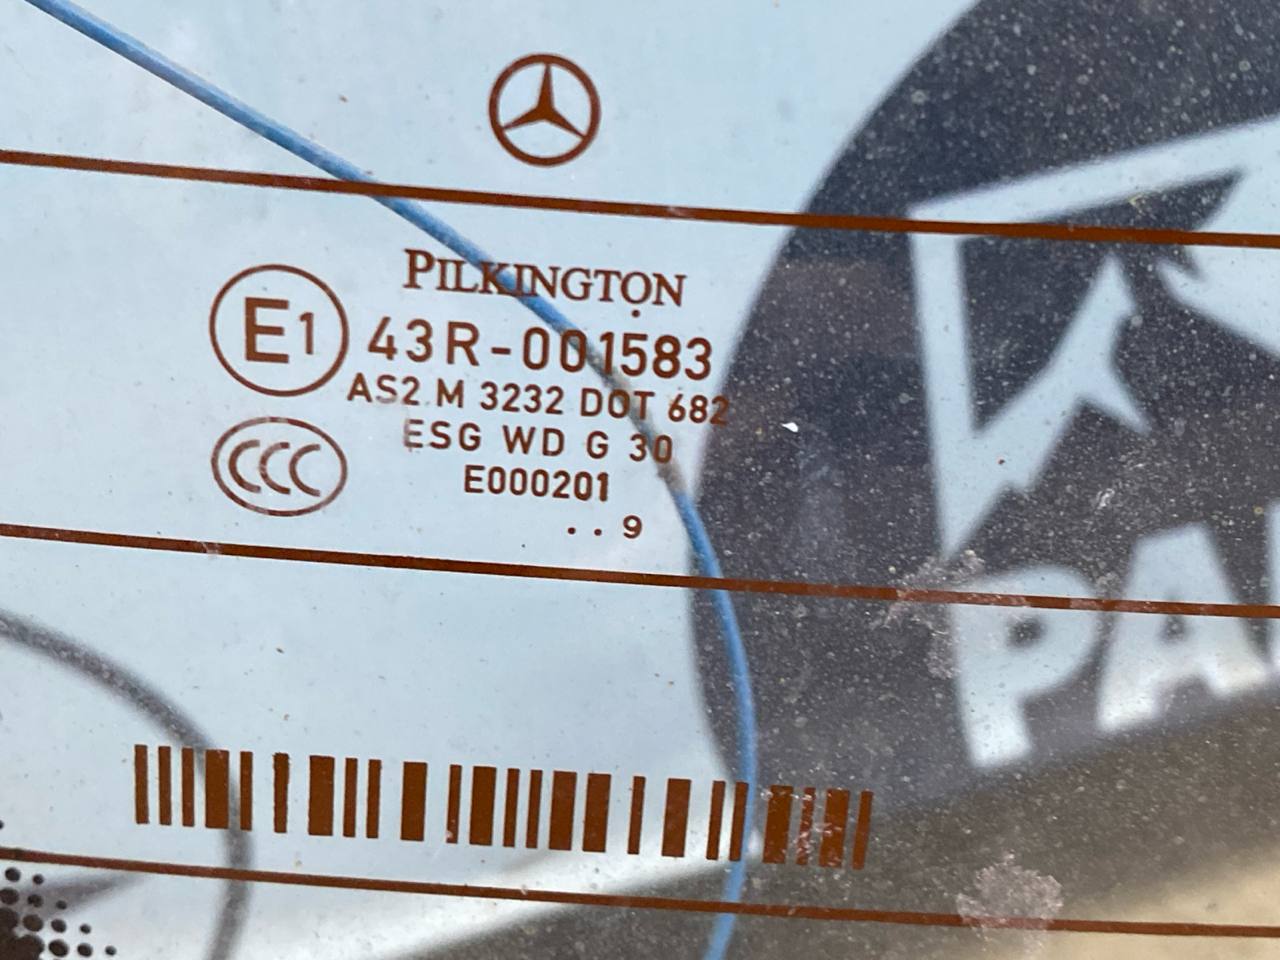 PILKINGTON
E1 43R-001583
AS2 M 3232 DOT 682
ESG WD G 30
CCC
E000201
. . 9